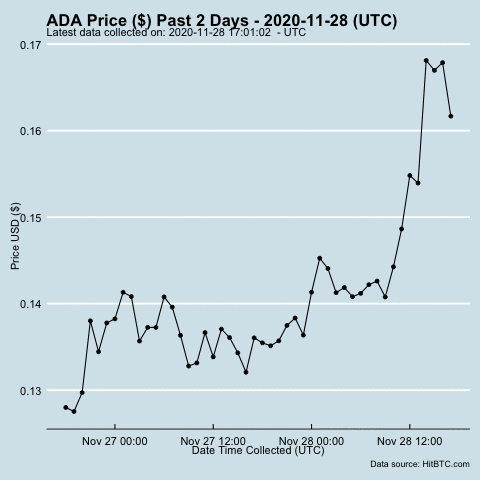 ADA Price ($) Past 2 Days - 2020-11-28 (UTC)
Latest data collected on: 2020-11-28 17:01:02  - UTC
0.17
0.16
0.15
0.14
0.13
Price USD ($)
Nov 27 00:00 Nov 27 12:00 Nov 28 00:00 Nov 28 12:00
Date Time Collected (UTC)
Data source: HitBTC.com